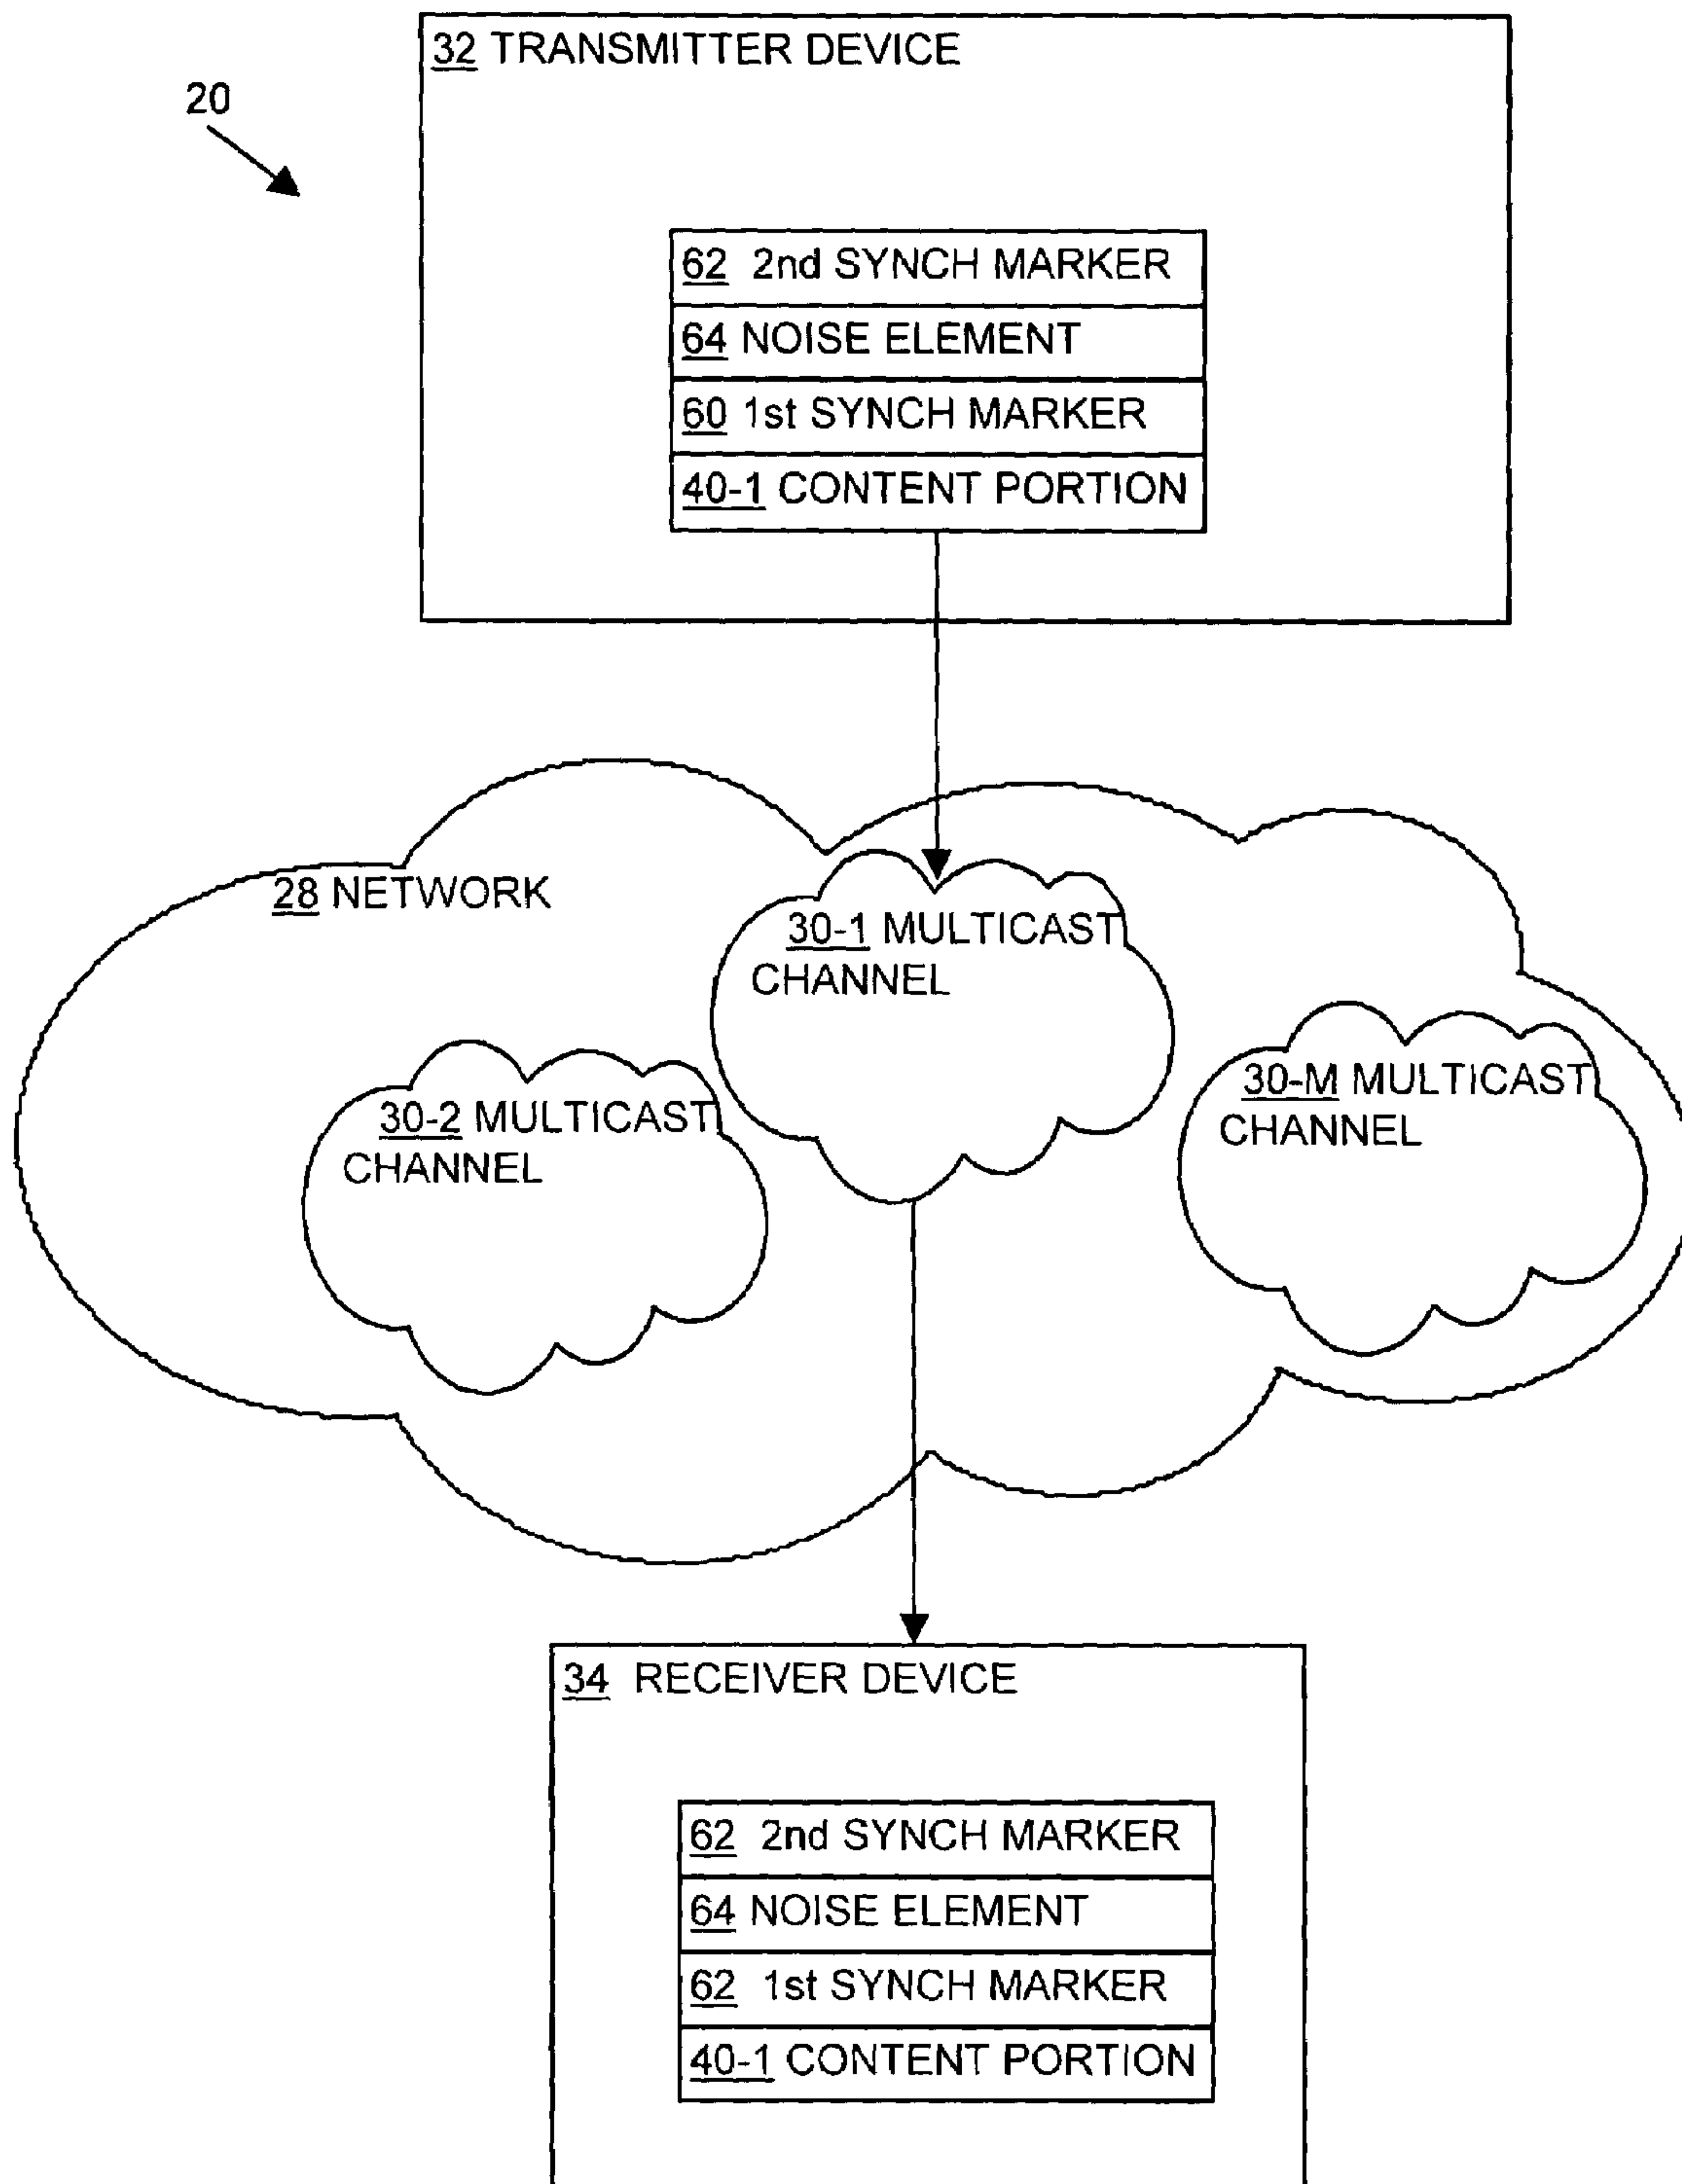 32 TRANSMITTER DEVICE
20
62 2nd SYNCH MARKER
64 NOISE ELEMENT
60 1st SYNCH MARKER
40-1 CONTENT PORTION
28 NETWORK
30-1 MULTICAST
CHANNEL
30-2 MULTICAST
CHANNEL
30-M MULTICAST
CHANNEL
34 RECEIVER DEVICE
62 2nd SYNCH MARKER
64 NOISE ELEMENT
62 1st SYNCH MARKER
40-1 CONTENT PORTION